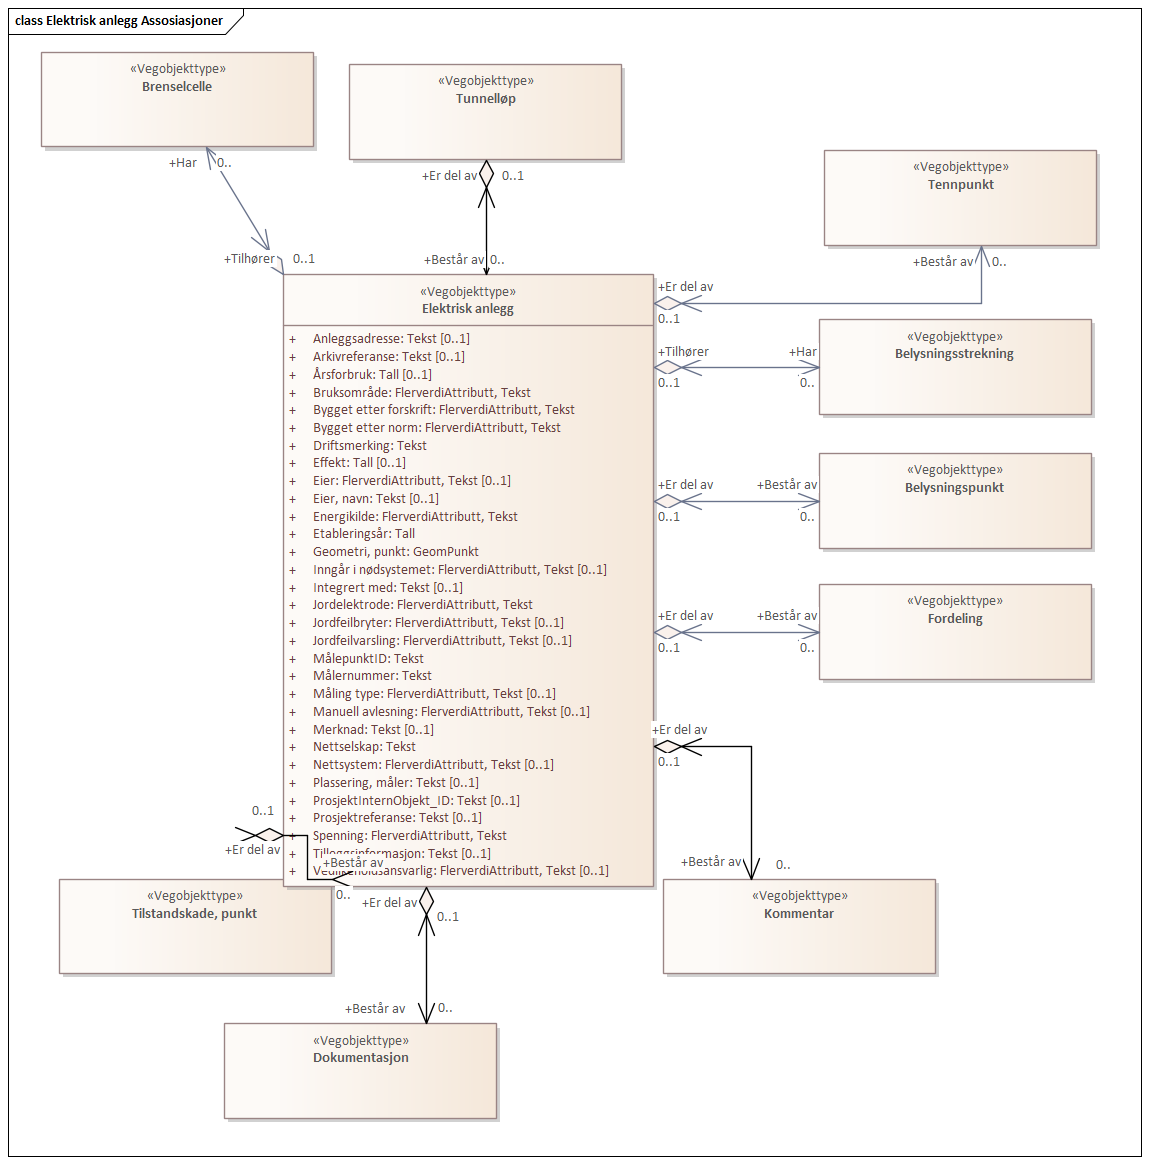 class Elektrisk anlegg Assosiasjoner
«Vegobjekttype»
Brenselcelle
«Vegobjekttype»
Tunnelløp
«Vegobjekttype»
Tennpunkt
+Har
0..
+Er del av
0..1
+Tilhører
0..1
+Består av
0..
+Består av
0..
«Vegobjekttype»
Elektrisk anlegg
+ Anleggsadresse: Tekst [0..1]
+ Arkivreferanse: Tekst [0..1]
+ Årsforbruk: Tall [0..1]
+ Bruksområde: FlerverdiAttributt, Tekst
+ Bygget etter forskrift: FlerverdiAttributt, Tekst
+ Bygget etter norm: FlerverdiAttributt, Tekst
+ Driftsmerking: Tekst
+ Effekt: Tall [0..1]
+ Eier: FlerverdiAttributt, Tekst [0..1]
+ Eier, navn: Tekst [0..1]
+ Energikilde: FlerverdiAttributt, Tekst
+ Etableringsår: Tall
+ Geometri, punkt: GeomPunkt
+ Inngår i nødsystemet: FlerverdiAttributt, Tekst [0..1]
+ Integrert med: Tekst [0..1]
+ Jordelektrode: FlerverdiAttributt, Tekst
+ Jordfeilbryter: FlerverdiAttributt, Tekst [0..1]
+ Jordfeilvarsling: FlerverdiAttributt, Tekst [0..1]
+ MålepunktID: Tekst
+ Målernummer: Tekst
+ Måling type: FlerverdiAttributt, Tekst [0..1]
+ Manuell avlesning: FlerverdiAttributt, Tekst [0..1]
+ Merknad: Tekst [0..1]
+ Nettselskap: Tekst
+ Nettsystem: FlerverdiAttributt, Tekst [0..1]
+ Plassering, måler: Tekst [0..1]
+ ProsjektInternObjekt_ID: Tekst [0..1]
+ Prosjektreferanse: Tekst [0..1]
+ Spenning: FlerverdiAttributt, Tekst
+ Tilleggsinformasjon: Tekst [0..1]
+ Vedlikeholdsansvarlig: FlerverdiAttributt, Tekst [0..1]
+Er del av
0..1
+Tilhører
0..1
+Har
0..
«Vegobjekttype»
Belysningsstrekning
+Er del av
0..1
+Består av
0..
«Vegobjekttype»
Belysningspunkt
+Er del av
0..1
+Består av
0..
«Vegobjekttype»
Fordeling
+Er del av
0..1
+Består av
0..
«Vegobjekttype»
Kommentar
0..1
+Er del av
+Består av
0..
«Vegobjekttype»
Tilstandskade, punkt
+Er del av
0..1
+Består av
0..
«Vegobjekttype»
Dokumentasjon